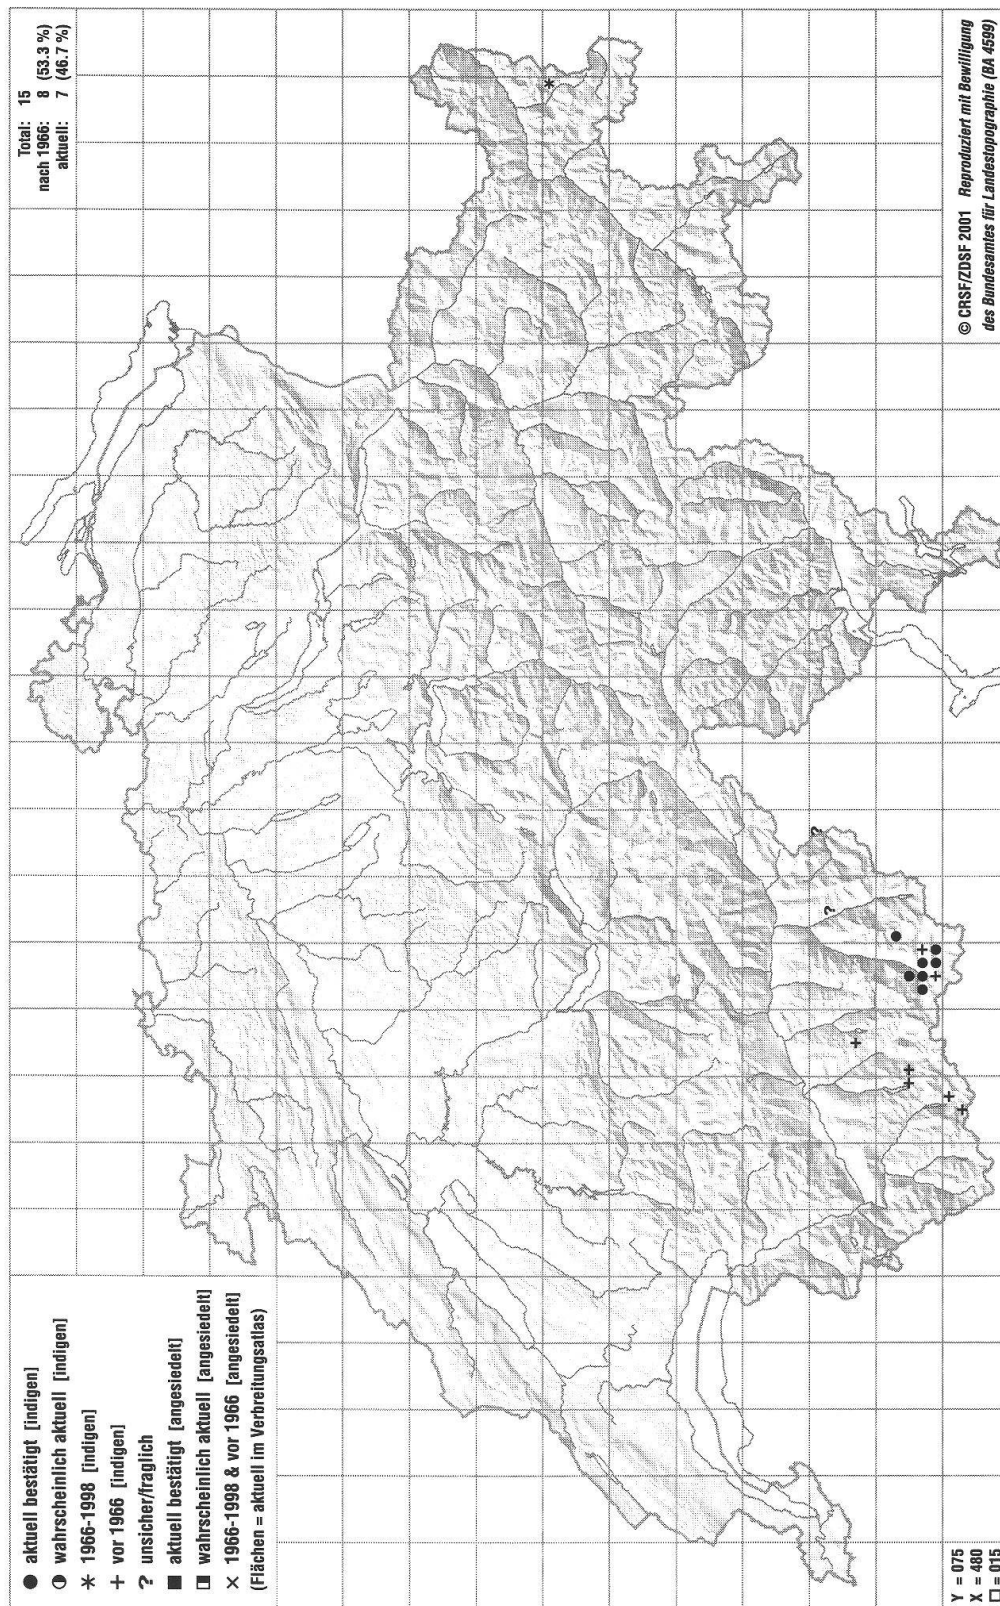 ● aktuell bestätigt [indigen]
◐ wahrscheinlich aktuell [indigen]
* 1966-1998 [indigen]
+ vor 1966 [indigen]
? unsicher/fraglich
■ aktuell bestätigt [angesiedelt]
◨ wahrscheinlich aktuell [angesiedelt]
× 1966-1998 & vor 1966 [angesiedelt]
(Flächen = aktuell im Verbreitungsatlas)
Total: 15
nach 1966: 8 (53.3 %)
aktuell: 7 (46.7 %)
Y = 075
X = 480
□ = 015
© CRSF/ZDSF 2001 Reproduziert mit Bewilligung
des Bundesamtes für Landestopographie (BA 4599)